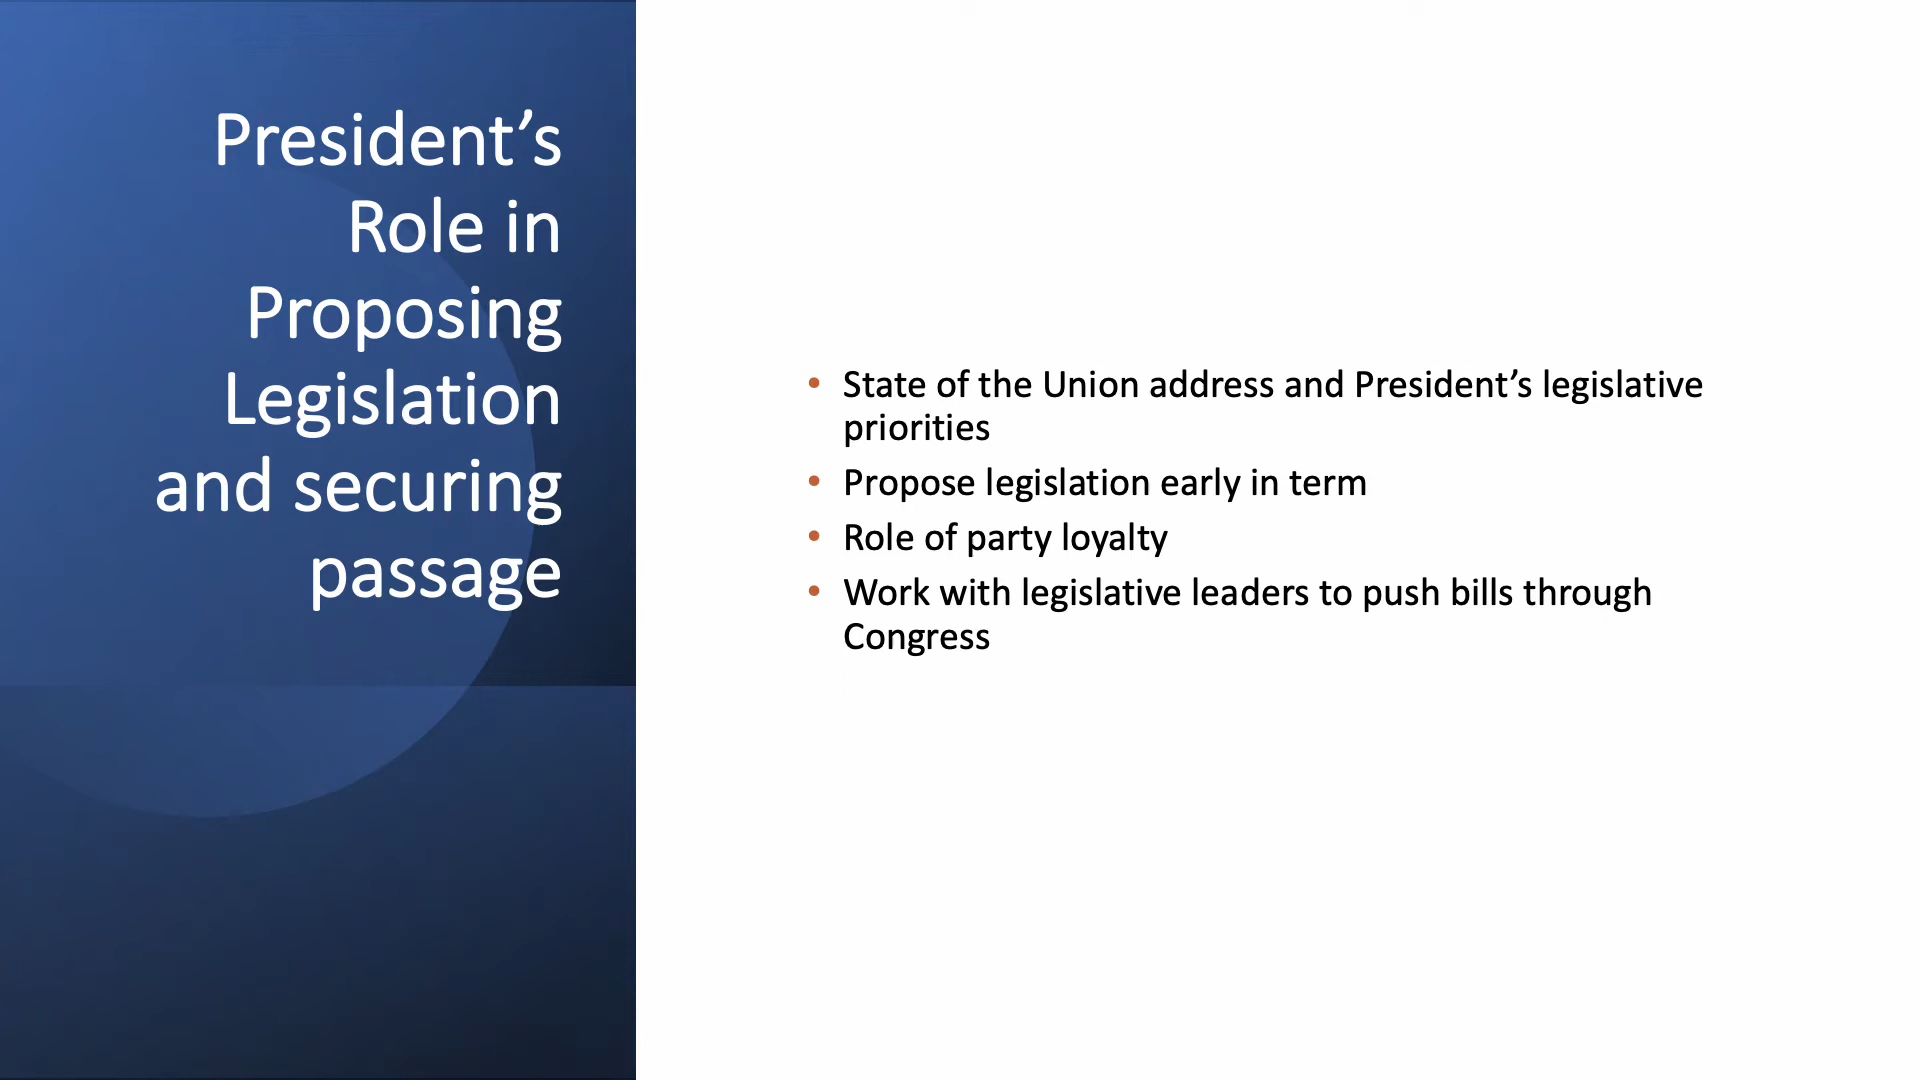 President’s
Role in
Proposing
Legislation
and securing
passage
• State of the Union address and President’s legislative
priorities
• Propose legislation early in term
• Role of party loyalty
• Work with legislative leaders to push bills through
Congress